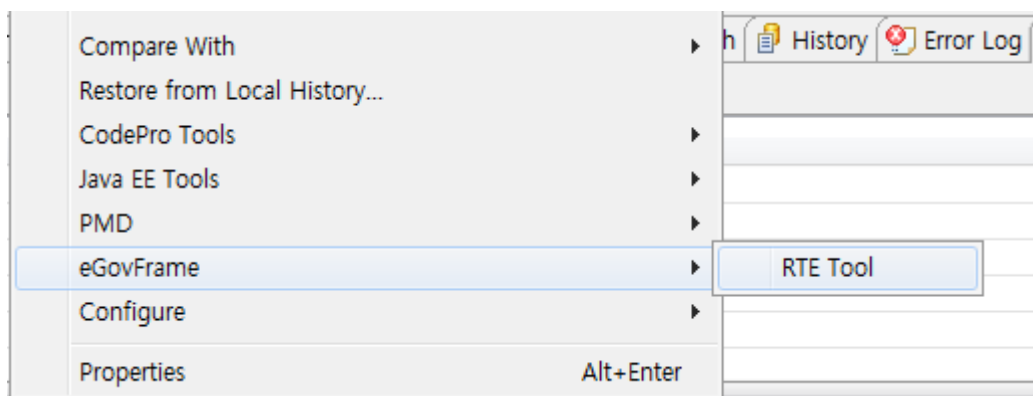 Compare With
h History Error Log
Restore from Local History...
CodePro Tools
Java EE Tools
PMD
eGovFrame RTE Tool
Configure
Properties Alt+Enter